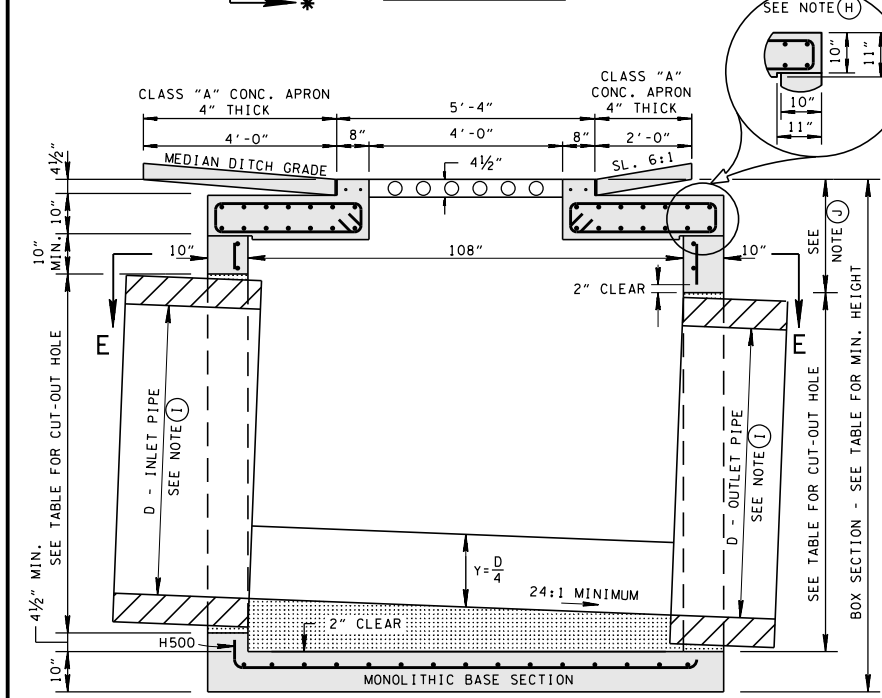 *
SEE NOTE H
10"
11"
10"
11"
CLASS "A" CONC. APRON
4" THICK
5'-4"
CLASS "A"
CONC. APRON
4" THICK
4'-0"
8"
4'-0"
8"
2'-0"
4½"
MEDIAN DITCH GRADE
4½"
SL. 6:1
10"
10"
MIN.
10"
108"
10"
SEE
NOTE J
2" CLEAR
E
E
SEE TABLE FOR CUT-OUT HOLE
D - INLET PIPE
SEE NOTE I
D - OUTLET PIPE
SEE NOTE I
SEE TABLE FOR CUT-OUT HOLE
BOX SECTION - SEE TABLE FOR MIN. HEIGHT
Y=D/4
24:1 MINIMUM
4½" MIN.
2" CLEAR
H500
10"
MONOLITHIC BASE SECTION